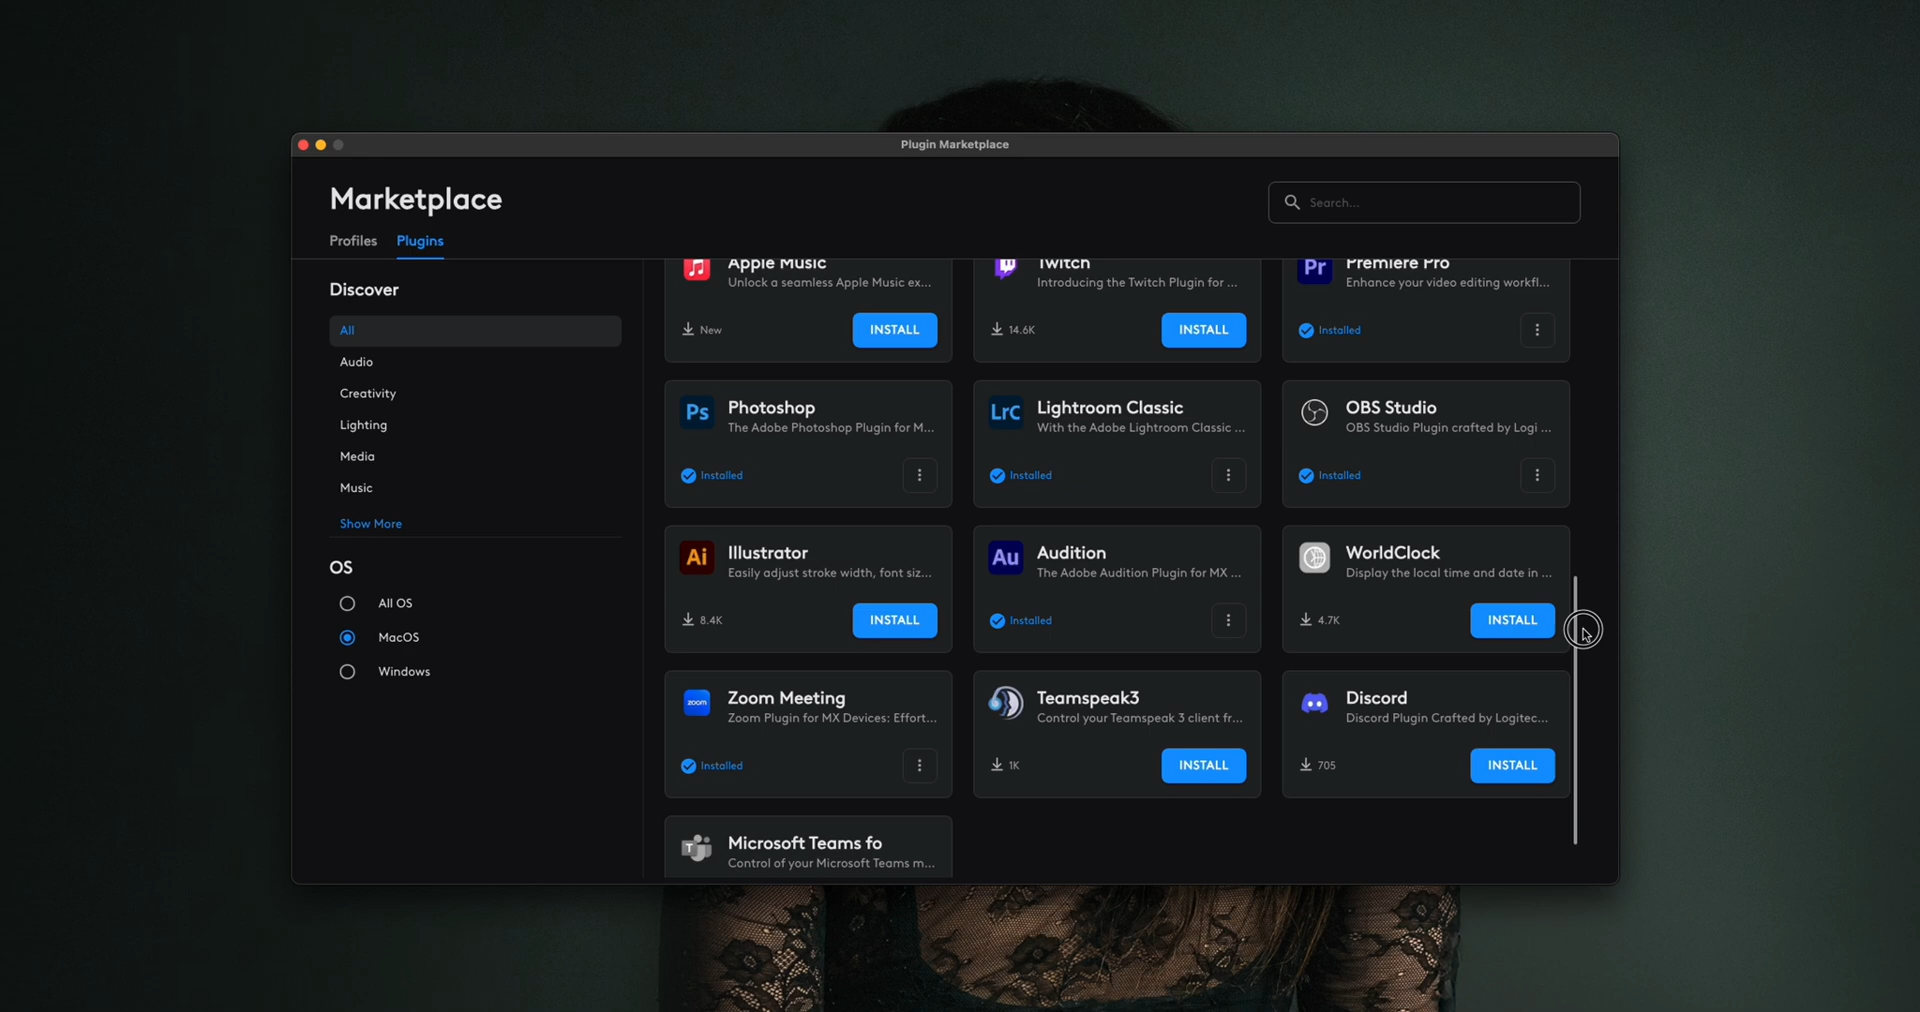 Plugin Marketplace
Marketplace
Search...
Profiles Plugins
Discover
All
Audio
Creativity
Lighting
Media
Music
Show More
OS
All OS
MacOS
Windows
Apple Music
Unlock a seamless Apple Music ex...
New
INSTALL
Twitch
Introducing the Twitch Plugin for ...
14.6K
INSTALL
Pr
Premiere Pro
Enhance your video editing workfl...
Installed
Ps
Photoshop
The Adobe Photoshop Plugin for M...
Installed
LrC
Lightroom Classic
With the Adobe Lightroom Classic ...
Installed
OBS Studio
OBS Studio Plugin crafted by Logi ...
Installed
Ai
Illustrator
Easily adjust stroke width, font siz...
8.4K
INSTALL
Au
Audition
The Adobe Audition Plugin for MX ...
Installed
WorldClock
Display the local time and date in ...
4.7K
INSTALL
zoom
Zoom Meeting
Zoom Plugin for MX Devices: Effort...
Installed
Teamspeak3
Control your Teamspeak 3 client fr...
1K
INSTALL
Discord
Discord Plugin Crafted by Logitec...
705
INSTALL
T
Microsoft Teams fo
Control of your Microsoft Teams m...